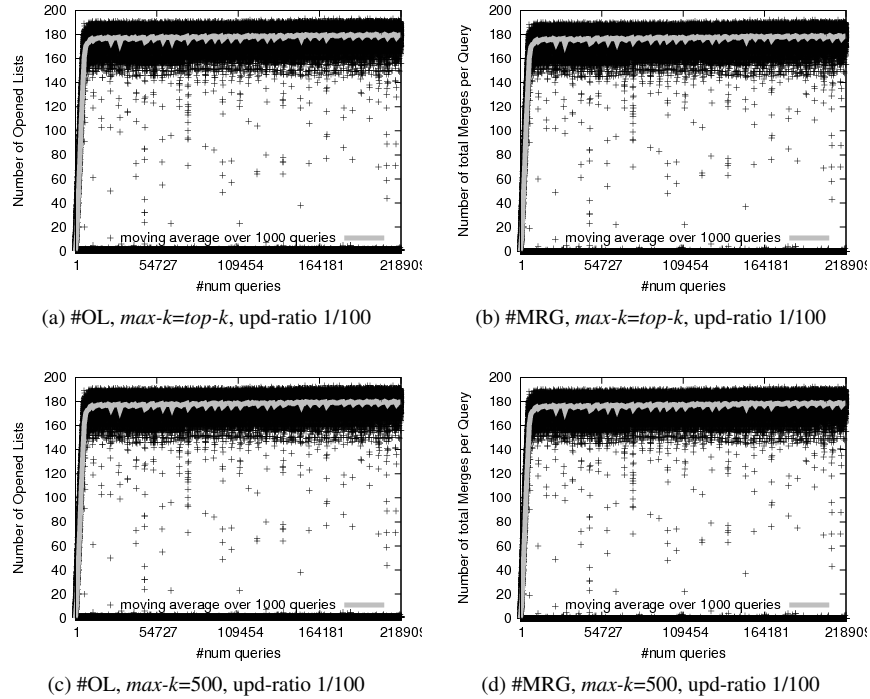 200
180
160
140
120
100
80
60
40
20
0
Number of Opened Lists
moving average over 1000 queries
1 54727 109454 164181 218909
#num queries
(a) #OL, max-k=top-k, upd-ratio 1/100
200
180
160
140
120
100
80
60
40
20
0
Number of total Merges per Query
moving average over 1000 queries
1 54727 109454 164181 218909
#num queries
(b) #MRG, max-k=top-k, upd-ratio 1/100
200
180
160
140
120
100
80
60
40
20
0
Number of Opened Lists
moving average over 1000 queries
1 54727 109454 164181 218909
#num queries
(c) #OL, max-k=500, upd-ratio 1/100
200
180
160
140
120
100
80
60
40
20
0
Number of total Merges per Query
moving average over 1000 queries
1 54727 109454 164181 218909
#num queries
(d) #MRG, max-k=500, upd-ratio 1/100